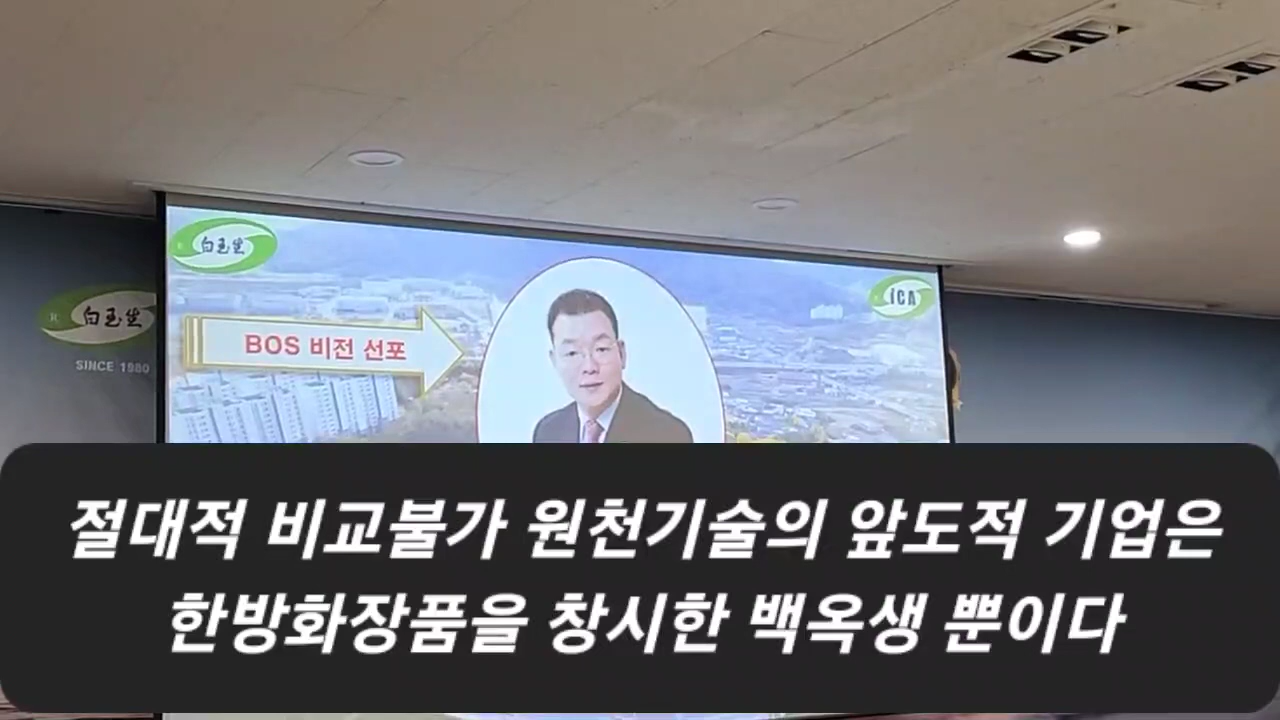 白玉生
ICA
R 白玉生
SINCE 1980
BOS 비전 선포
절대적 비교불가 원천기술의 앞도적 기업은
한방화장품을 창시한 백옥생 뿐이다